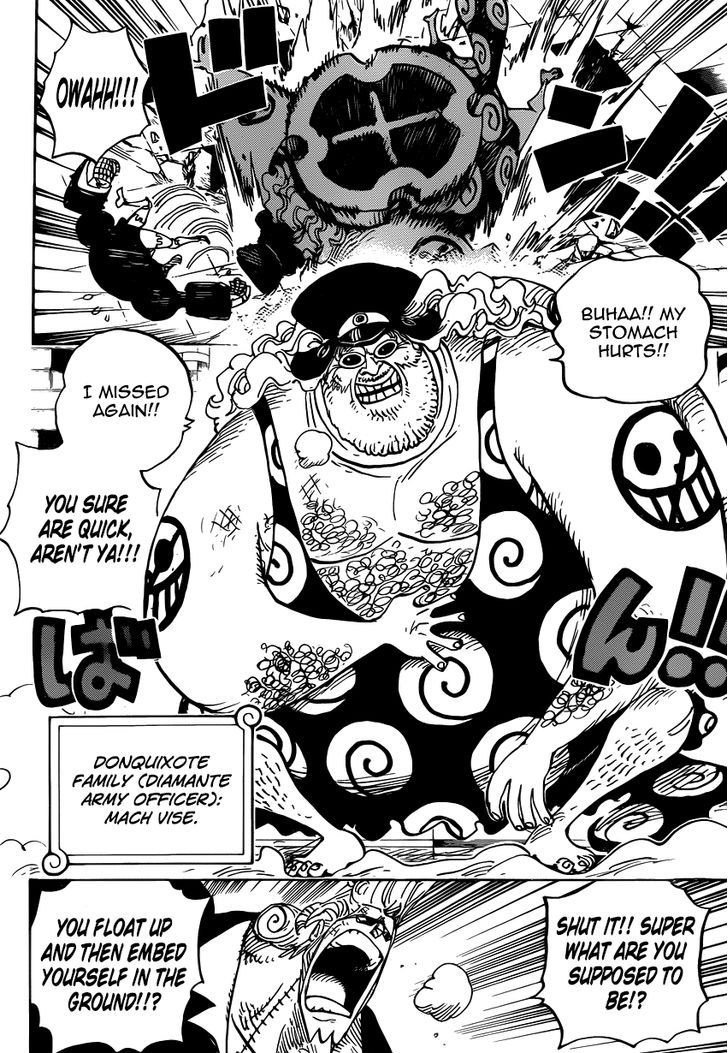 OWAHH!!!
ド
!!!
BUHAA!! MY
STOMACH
HURTS!!
I MISSED
AGAIN!!
YOU SURE
ARE QUICK,
AREN'T YA!!!
ばん!!
DONQUIXOTE
FAMILY (DIAMANTE
ARMY OFFICER):
MACH VISE.
SHUT IT!! SUPER
WHAT ARE YOU
SUPPOSED TO
BE!?
YOU FLOAT UP
AND THEN EMBED
YOURSELF IN THE
GROUND!!?